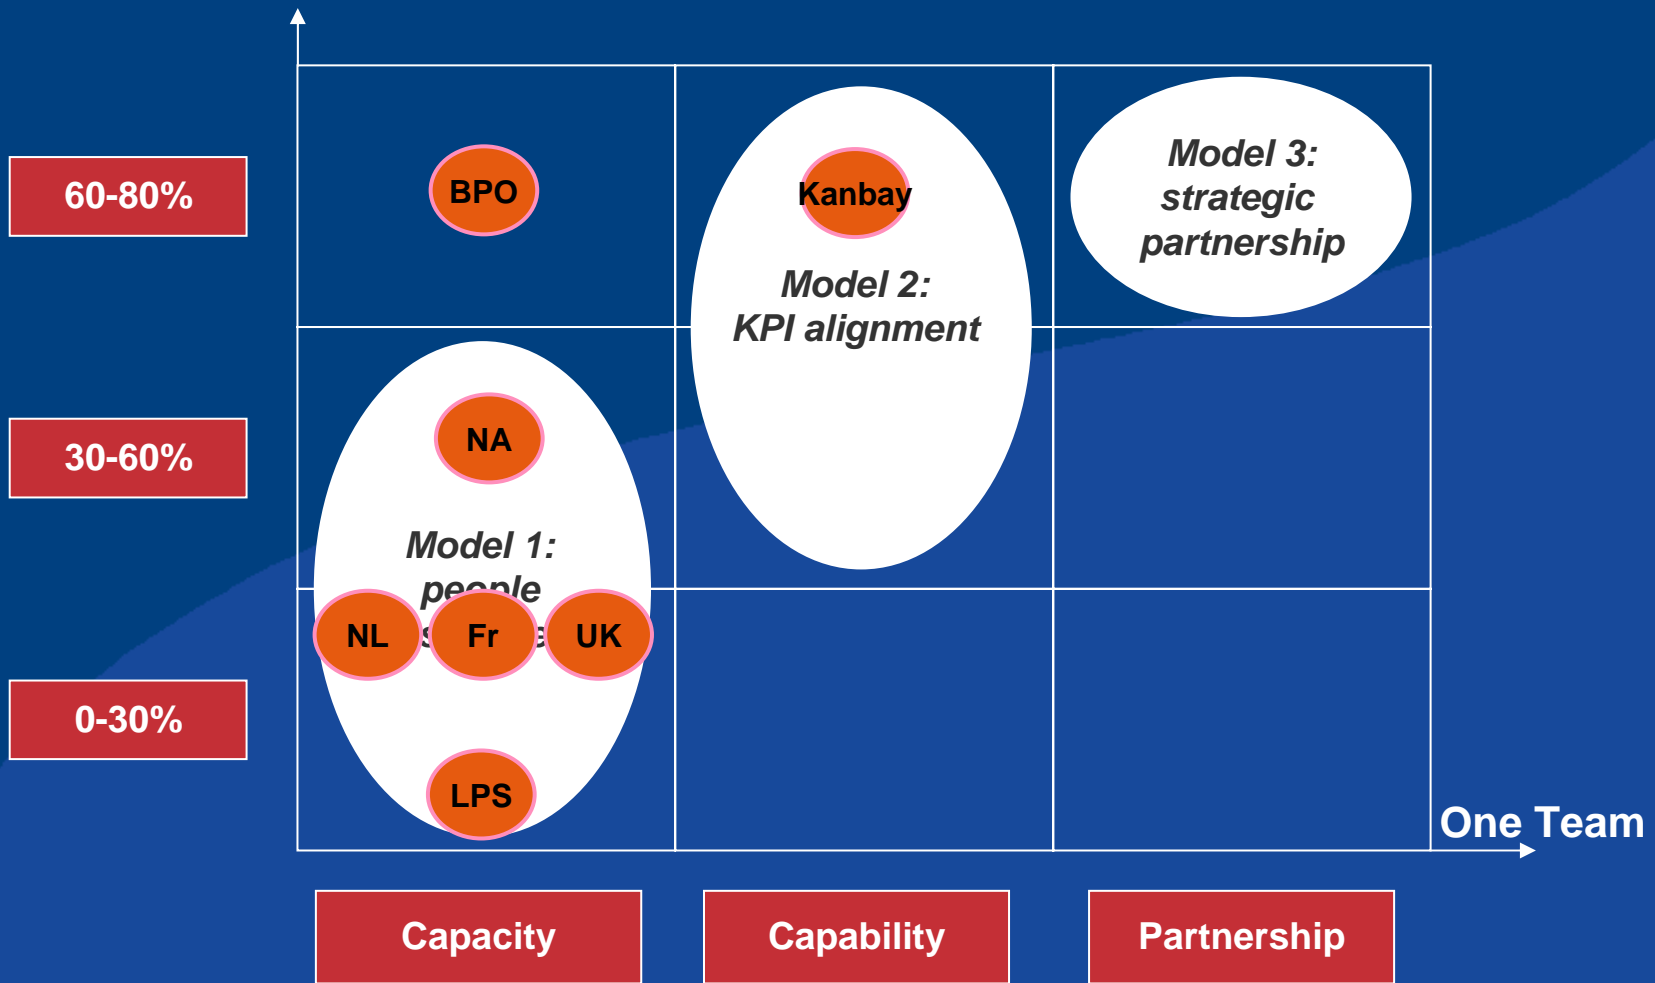 60-80%
BPO
Kanbay
Model 3:
strategic
partnership
Model 2:
KPI alignment
30-60%
NA
Model 1:
people
NL
Fr
UK
0-30%
LPS
One Team
Capacity
Capability
Partnership